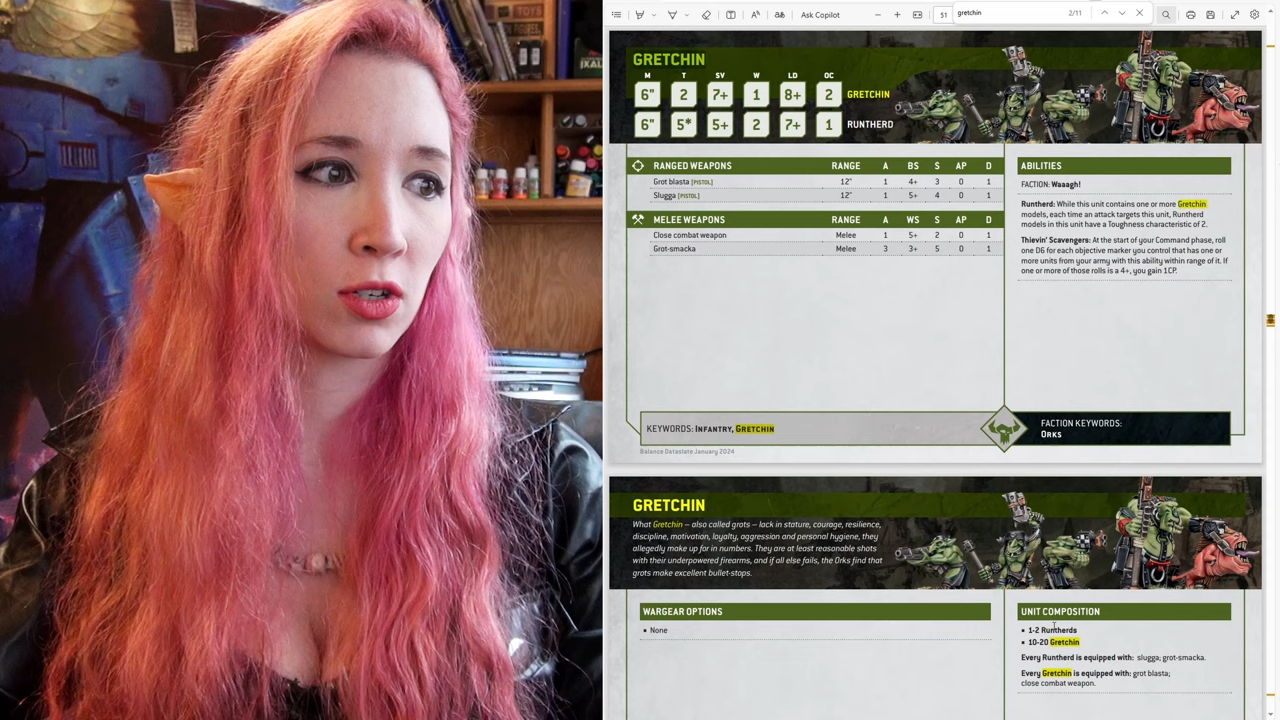 Ask Copilot
51
gretchin
2/11
GRETCHIN
M T SV W LD OC
6" 2 7+ 1 8+ 2 GRETCHIN
6" 5* 5+ 2 7+ 1 RUNTHERD
RANGED WEAPONS RANGE A BS S AP D
Grot blasta [PISTOL] 12" 1 4+ 3 0 1
Slugga [PISTOL] 12" 1 5+ 4 0 1
MELEE WEAPONS RANGE A WS S AP D
Close combat weapon Melee 1 5+ 2 0 1
Grot-smacka Melee 3 3+ 5 0 1
ABILITIES
FACTION: Waaagh!
Runtherd: While this unit contains one or more Gretchin
models, each time an attack targets this unit, Runtherd
models in this unit have a Toughness characteristic of 2.
Thievin' Scavengers: At the start of your Command phase, roll
one D6 for each objective marker you control that has one or
more units from your army with this ability within range of it. If
one or more of those rolls is a 4+, you gain 1CP.
KEYWORDS: INFANTRY, GRETCHIN
FACTION KEYWORDS:
ORKS
Balance Dataslate January 2024
GRETCHIN
What Gretchin – also called grots – lack in stature, courage, resilience,
discipline, motivation, loyalty, aggression and personal hygiene, they
allegedly make up for in numbers. They are at least reasonable shots
with their underpowered firearms, and if all else fails, the Orks find that
grots make excellent bullet-stops.
WARGEAR OPTIONS
▪ None
UNIT COMPOSITION
▪ 1-2 Runtherds
▪ 10-20 Gretchin
Every Runtherd is equipped with: slugga; grot-smacka.
Every Gretchin is equipped with: grot blasta;
close combat weapon.